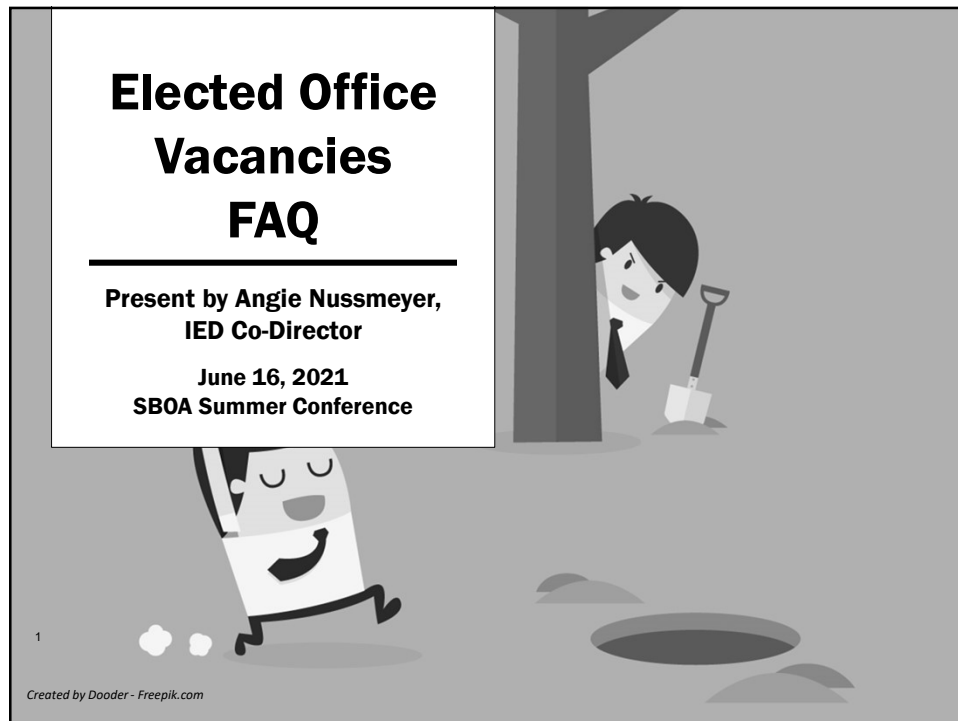 Elected Office
Vacancies
FAQ
Present by Angie Nussmeyer,
IED Co-Director
June 16, 2021
SBOA Summer Conference
1
Created by Dooder - Freepik.com